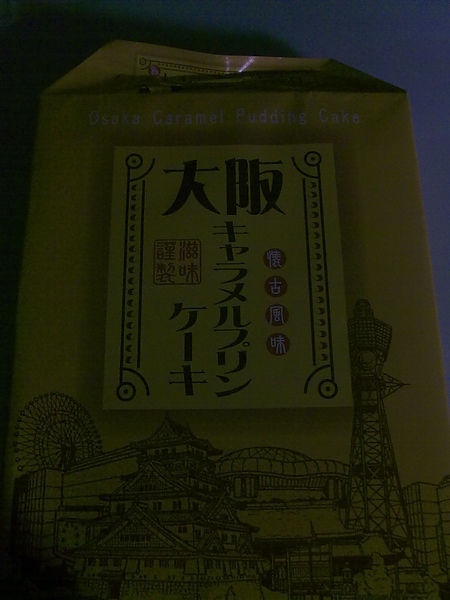 Osaka Caramel Pudding Cake
大阪
キャラメルプリン
ケーキ
懐古風味
滋味
謹製